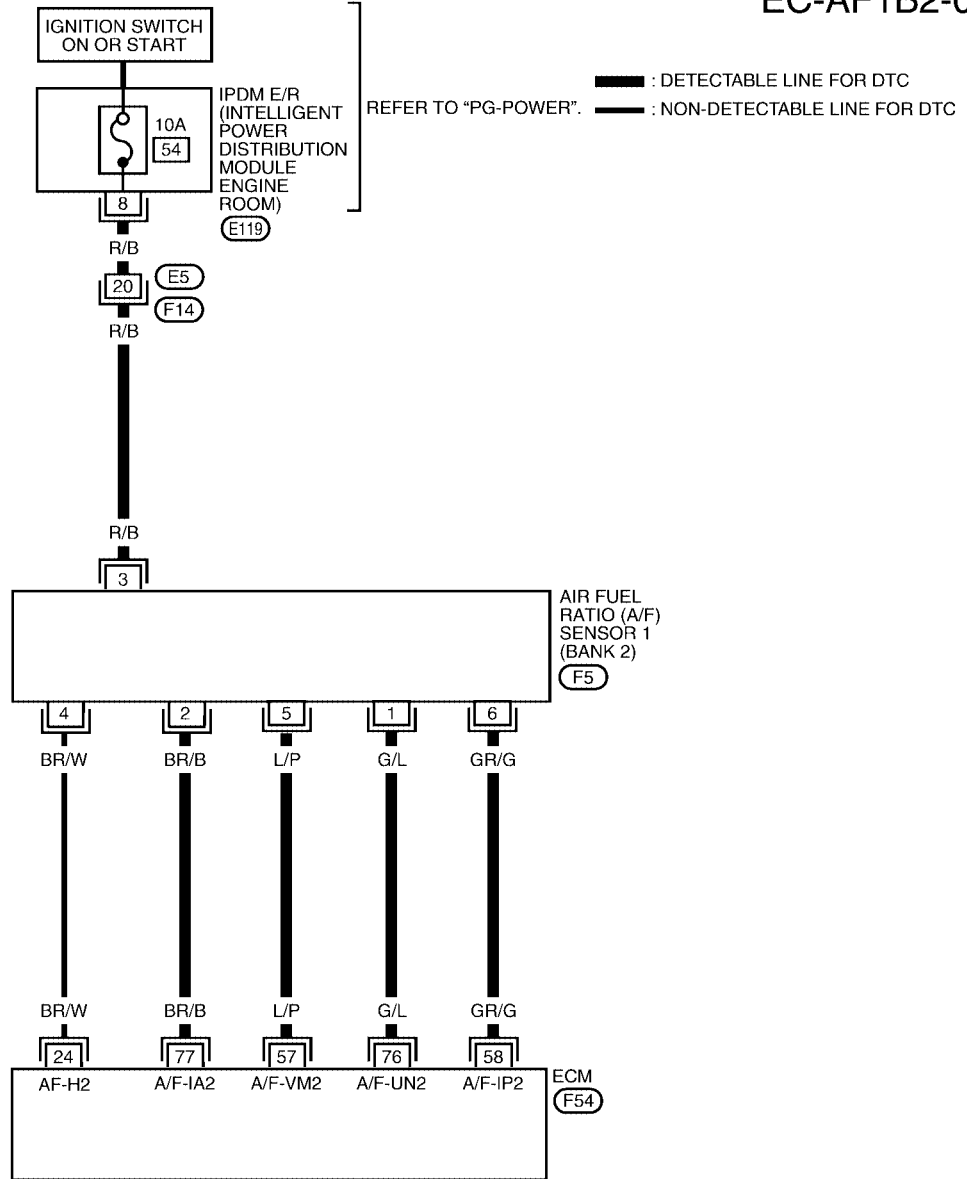 EC-AF1B2-0
IGNITION SWITCH
ON OR START
: DETECTABLE LINE FOR DTC
: NON-DETECTABLE LINE FOR DTC
REFER TO “PG-POWER”.
IPDM E/R
(INTELLIGENT
POWER
DISTRIBUTION
MODULE
ENGINE
ROOM)
E119
10A
54
8
R/B
20
E5
F14
R/B
R/B
3
AIR FUEL
RATIO (A/F)
SENSOR 1
(BANK 2)
F5
4 2 5 1 6
BR/W BR/B L/P G/L GR/G
BR/W BR/B L/P G/L GR/G
24 77 57 76 58
AF-H2 A/F-IA2 A/F-VM2 A/F-UN2 A/F-IP2
ECM
F54